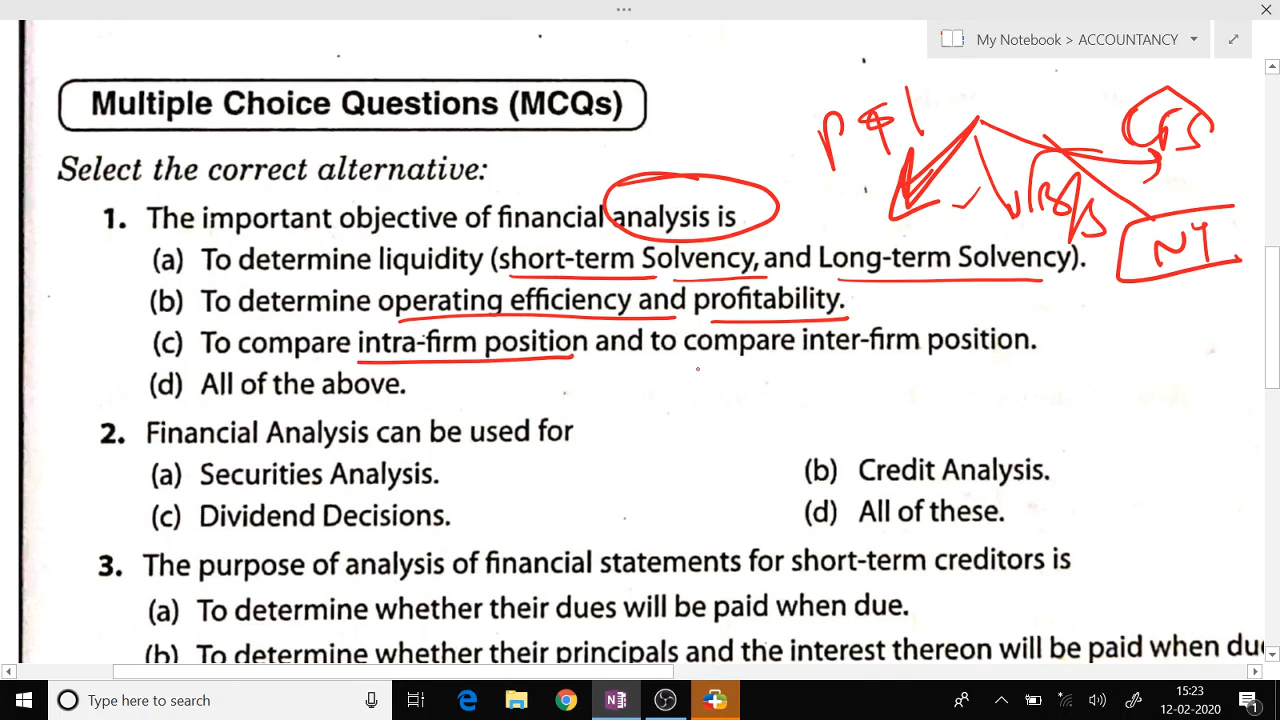 My Notebook > ACCOUNTANCY
Multiple Choice Questions (MCQs)
P & L
CFS
B/S
Select the correct alternative:
1. The important objective of financial analysis is
(a) To determine liquidity (short-term Solvency, and Long-term Solvency).
(b) To determine operating efficiency and profitability.
(c) To compare intra-firm position and to compare inter-firm position.
(d) All of the above.
2. Financial Analysis can be used for
(a) Securities Analysis.
(b) Credit Analysis.
(c) Dividend Decisions.
(d) All of these.
3. The purpose of analysis of financial statements for short-term creditors is
(a) To determine whether their dues will be paid when due.
(b) To determine whether their principals and the interest thereon will be paid when du
Type here to search
15:23
12-02-2020
1